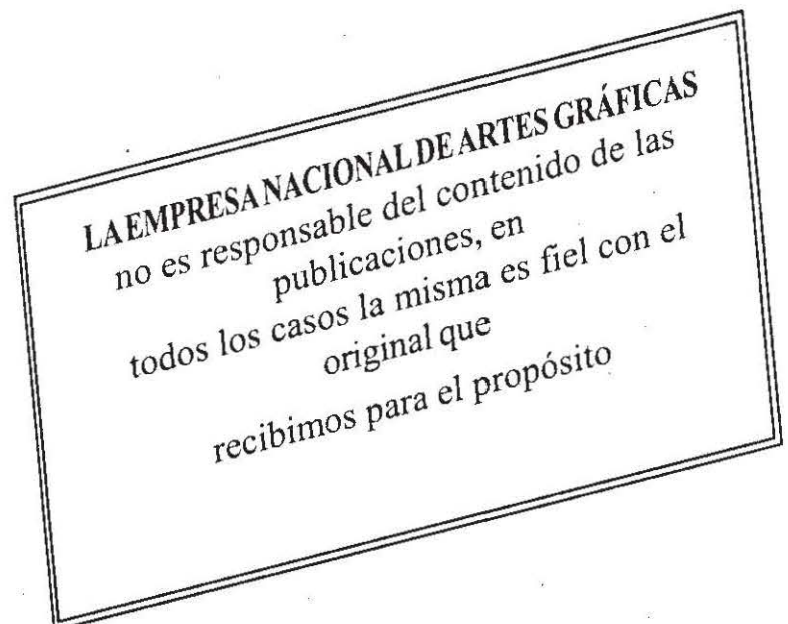 LA EMPRESA NACIONAL DE ARTES GRÁFICAS
no es responsable del contenido de las
publicaciones, en
todos los casos la misma es fiel con el
original que
recibimos para el propósito